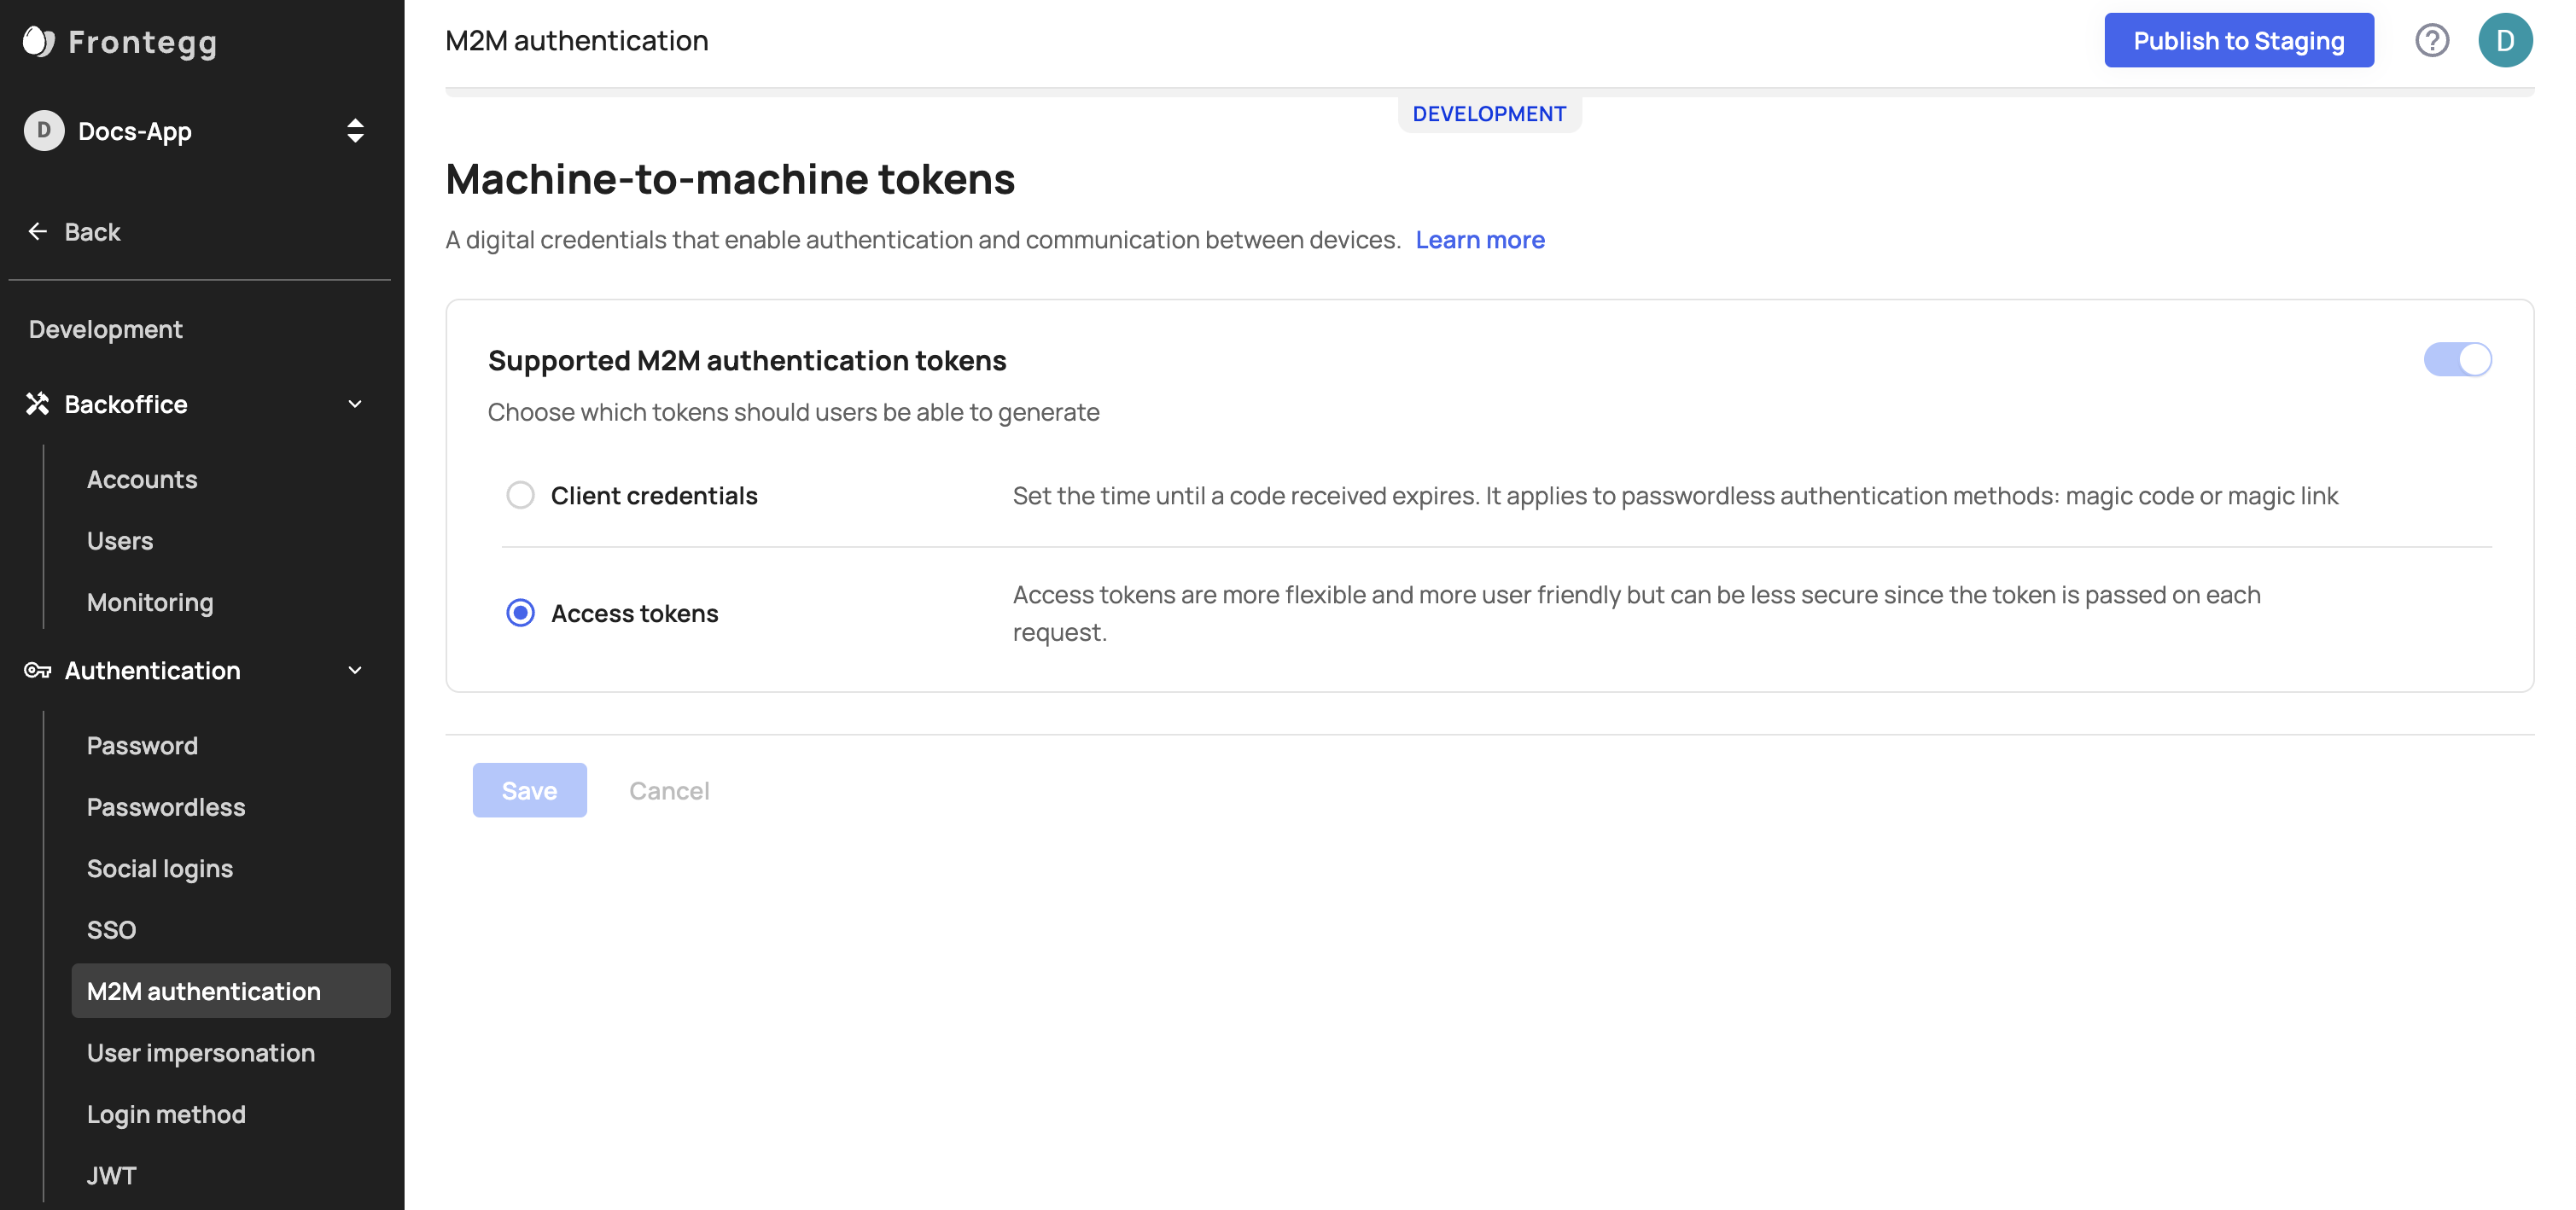 Frontegg
D
Docs-App
Back
Development
Backoffice
Accounts
Users
Monitoring
Authentication
Password
Passwordless
Social logins
SSO
M2M authentication
User impersonation
Login method
JWT
M2M authentication
Publish to Staging
?
D
DEVELOPMENT
Machine-to-machine tokens
A digital credentials that enable authentication and communication between devices. Learn more
Supported M2M authentication tokens
Choose which tokens should users be able to generate
Client credentials
Set the time until a code received expires. It applies to passwordless authentication methods: magic code or magic link
Access tokens
Access tokens are more flexible and more user friendly but can be less secure since the token is passed on each
request.
Save
Cancel